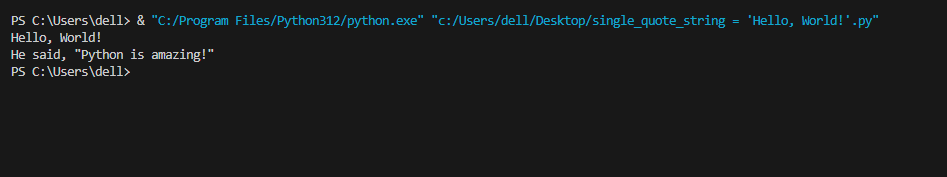 PS C:\Users\dell> & "C:/Program Files/Python312/python.exe" "c:/Users/dell/Desktop/single_quote_string = 'Hello, World!'.py"
Hello, World!
He said, "Python is amazing!"
PS C:\Users\dell>